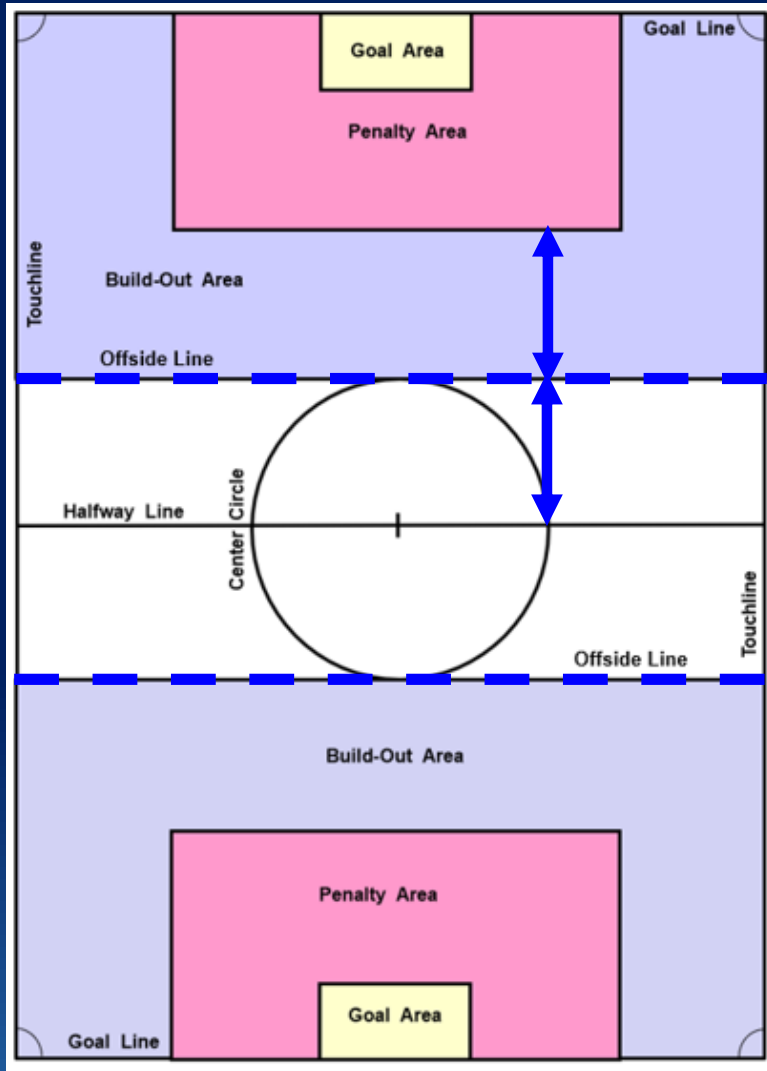 Goal Line
Goal Area
Penalty Area
Touchline
Build-Out Area
Offside Line
Center Circle
Halfway Line
Touchline
Offside Line
Build-Out Area
Penalty Area
Goal Area
Goal Line